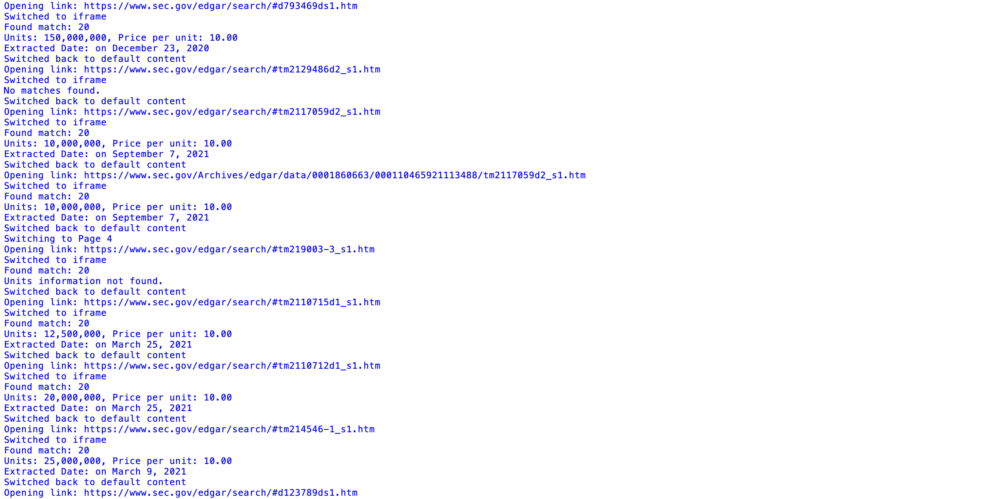 Opening link: https://www.sec.gov/edgar/search/#d793469ds1.htm
Switched to iframe
Found match: 20
Units: 150,000,000, Price per unit: 10.00
Extracted Date: on December 23, 2020
Switched back to default content
Opening link: https://www.sec.gov/edgar/search/#tm2129486d2_s1.htm
Switched to iframe
No matches found.
Switched back to default content
Opening link: https://www.sec.gov/edgar/search/#tm2117059d2_s1.htm
Switched to iframe
Found match: 20
Units: 10,000,000, Price per unit: 10.00
Extracted Date: on September 7, 2021
Switched back to default content
Opening link: https://www.sec.gov/Archives/edgar/data/0001860663/000110465921113488/tm2117059d2_s1.htm
Switched to iframe
Found match: 20
Units: 10,000,000, Price per unit: 10.00
Extracted Date: on September 7, 2021
Switched back to default content
Switching to Page 4
Opening link: https://www.sec.gov/edgar/search/#tm219003-3_s1.htm
Switched to iframe
Found match: 20
Units information not found.
Switched back to default content
Opening link: https://www.sec.gov/edgar/search/#tm2110715d1_s1.htm
Switched to iframe
Found match: 20
Units: 12,500,000, Price per unit: 10.00
Extracted Date: on March 25, 2021
Switched back to default content
Opening link: https://www.sec.gov/edgar/search/#tm2110712d1_s1.htm
Switched to iframe
Found match: 20
Units: 20,000,000, Price per unit: 10.00
Extracted Date: on March 25, 2021
Switched back to default content
Opening link: https://www.sec.gov/edgar/search/#tm214546-1_s1.htm
Switched to iframe
Found match: 20
Units: 25,000,000, Price per unit: 10.00
Extracted Date: on March 9, 2021
Switched back to default content
Opening link: https://www.sec.gov/edgar/search/#d123789ds1.htm